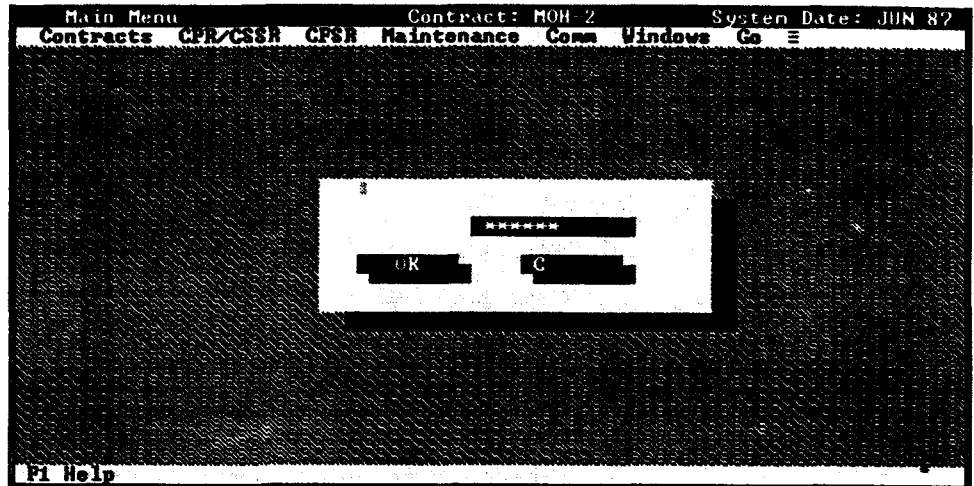 Main Menu Contract: MOH-2 System Date: JUN 87
Contracts CPR/CSSR CFSR Maintenance Comm Windows Go ≡
******
OK C
F1 Help